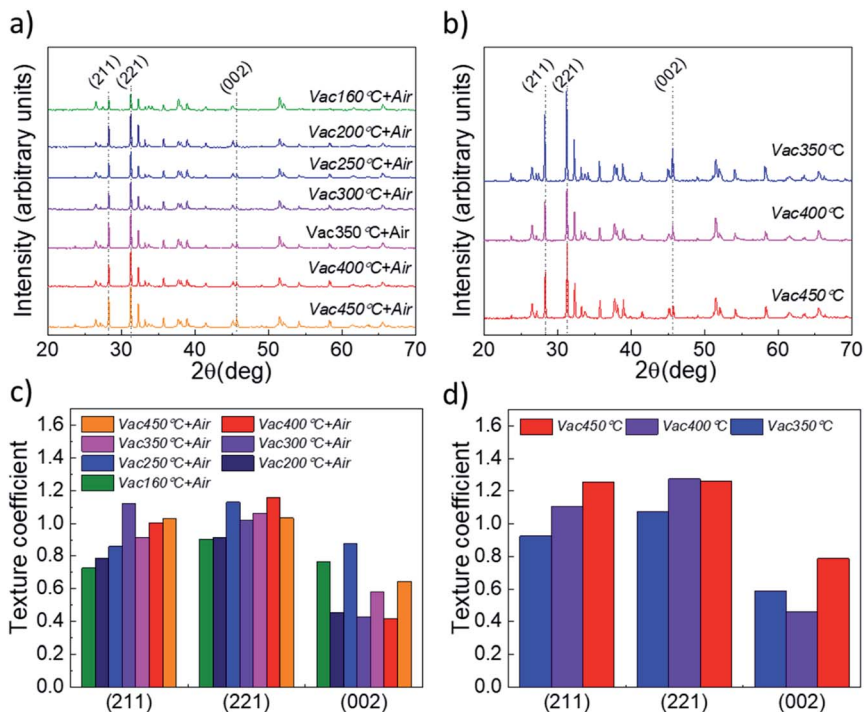 a)
(211)
(221)
(002)
Vac160°C+Air
Vac200°C+Air
Vac250°C+Air
Vac300°C+Air
Vac350°C+Air
Vac400°C+Air
Vac450°C+Air
Intensity (arbitrary units)
20 30 40 50 60 70
2θ(deg)
b)
(211)
(221)
(002)
Vac350°C
Vac400°C
Vac450°C
Intensity (arbitrary units)
20 30 40 50 60 70
2θ(deg)
c)
Vac450°C+Air Vac400°C+Air
Vac350°C+Air Vac300°C+Air
Vac250°C+Air Vac200°C+Air
Vac160°C+Air
Texture coefficient
1.6
1.4
1.2
1.0
0.8
0.6
0.4
0.2
0.0
(211) (221) (002)
d)
Vac450°C Vac400°C Vac350°C
Texture coefficient
1.6
1.4
1.2
1.0
0.8
0.6
0.4
0.2
0.0
(211) (221) (002)